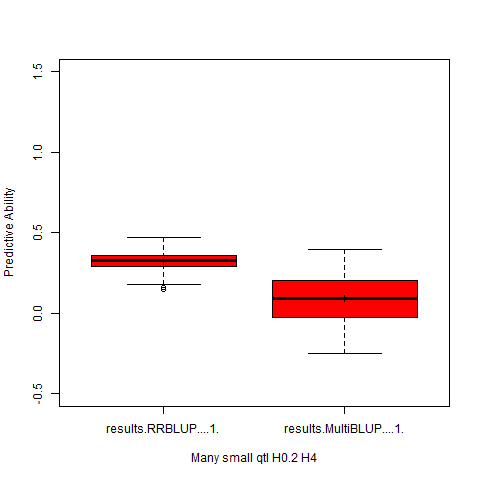 1.5
1.0
0.5
0.0
-0.5
Predictive Ability
results.RRBLUP....1.
results.MultiBLUP....1.
Many small qtl H0.2 H4